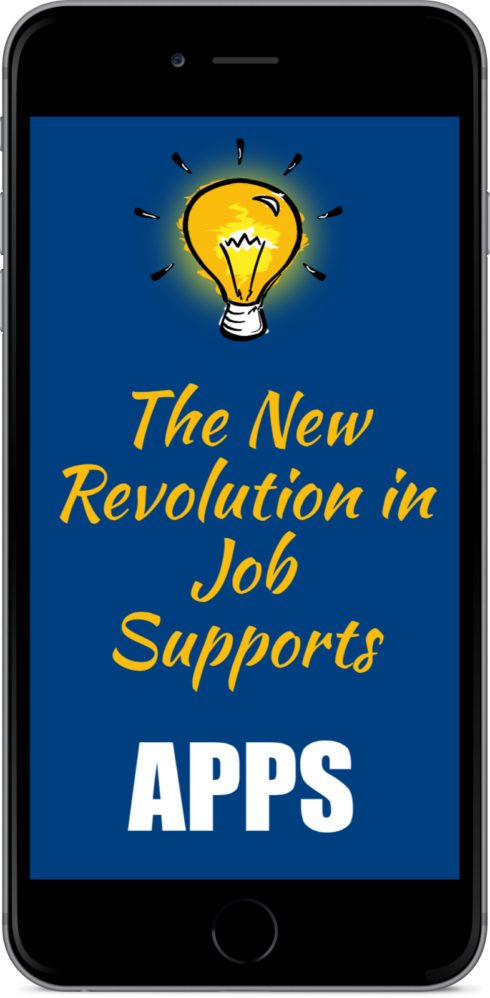 The New
Revolution in
Job
Supports
APPS